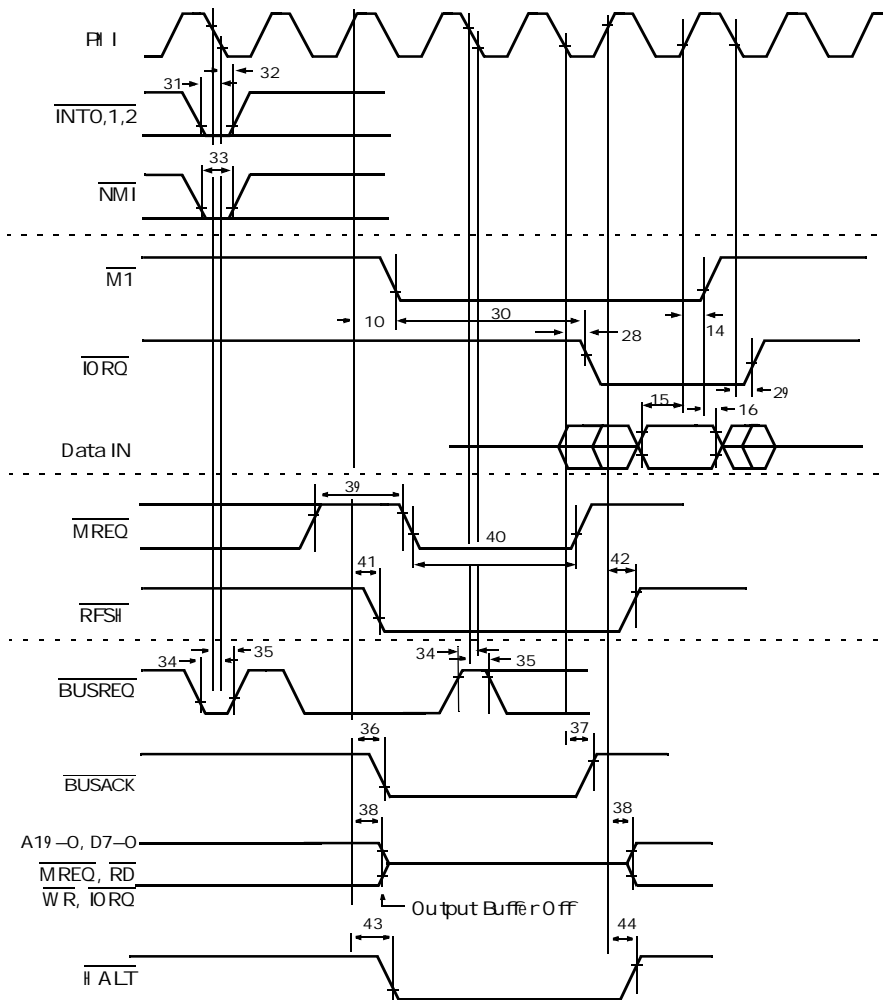 PHI
31
32
INT0,1,2
33
NMI
M1
10
30
14
28
IORQ
29
15
16
Data IN
39
MREQ
40
41
42
RFSH
34
35
34
35
BUSREQ
36
37
BUSACK
38
38
A19–0, D7–0
MREQ, RD
WR, IORQ
Output Buffer Off
43
44
HALT